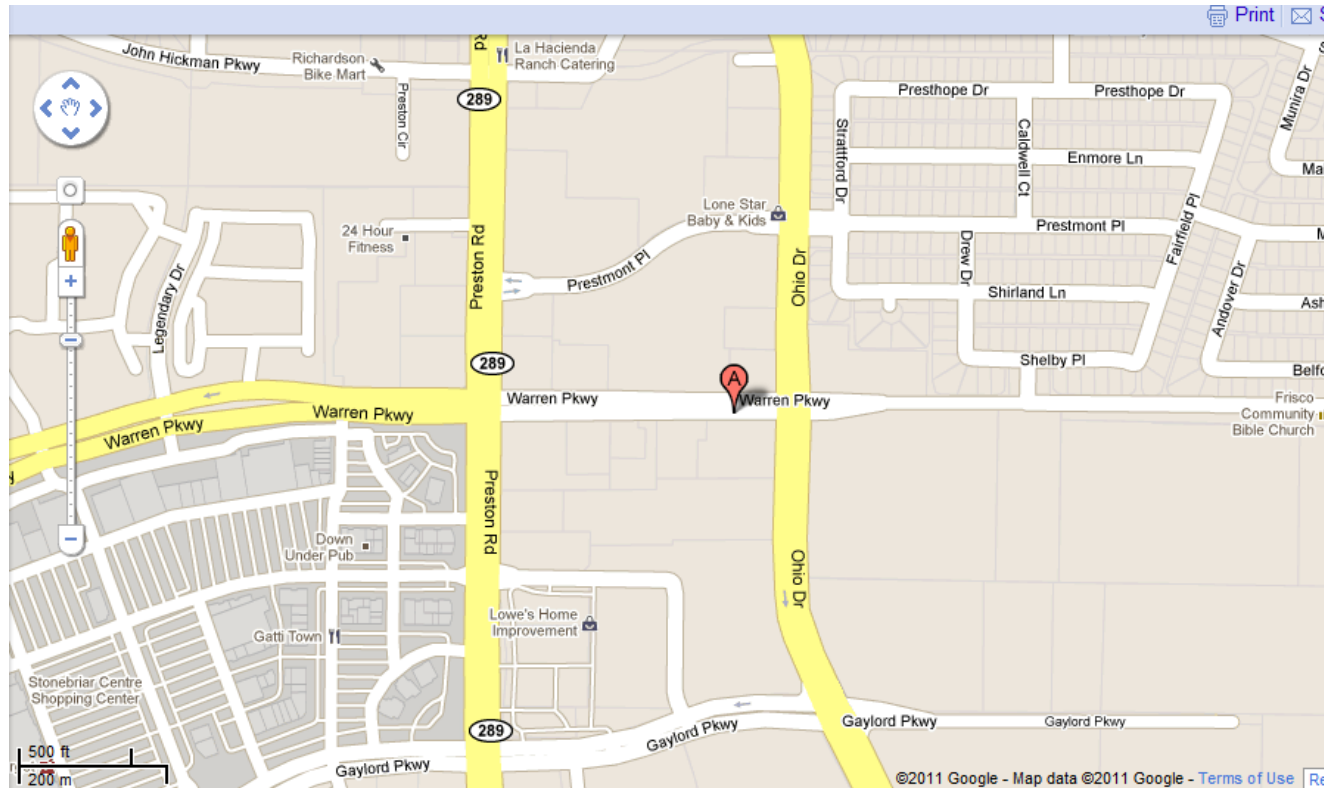 Print
Rd
La Hacienda
Ranch Catering
John Hickman Pkwy
Richardson
Bike Mart
Preston Cir
289
Presthope Dr
Presthope Dr
Munira Dr
Strattford Dr
Caldwell Ct
Enmore Ln
Lone Star
Baby & Kids
24 Hour
Fitness
Preston Rd
Prestmont Pl
Prestmont Pl
Fairfield Pl
Drew Dr
Ohio Dr
Legendary Dr
Shirland Ln
Andover Dr
289
Shelby Pl
A
Warren Pkwy
Warren Pkwy
Warren Pkwy
Warren Pkwy
Frisco
Community
Bible Church
Preston Rd
Down
Under Pub
Ohio Dr
Lowe's Home
Improvement
Gatti Town
Stonebriar Centre
Shopping Center
289
Gaylord Pkwy
Gaylord Pkwy
Gaylord Pkwy
Gaylord Pkwy
500 ft
200 m
©2011 Google - Map data ©2011 Google - Terms of Use